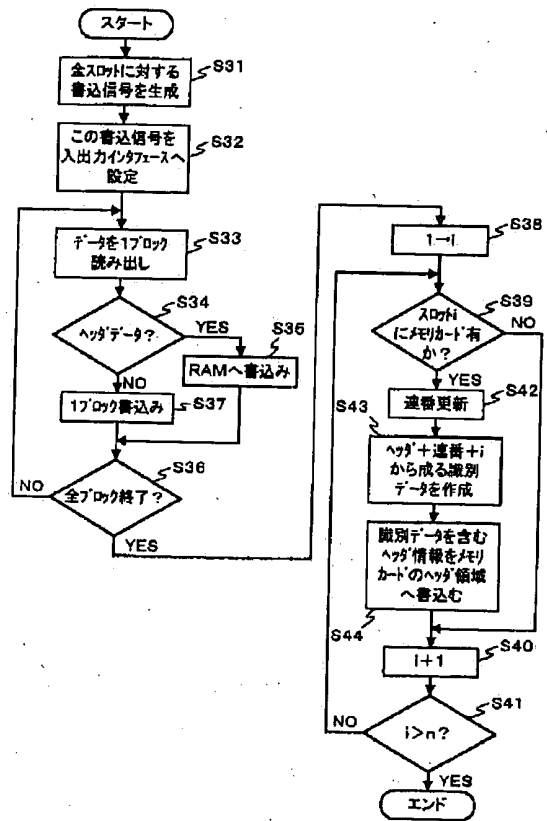 スタート
全スロットに対する
書込信号を生成
S31
この書込信号を
入出力インタフェースへ
設定
S32
データを1ブロック
読み出し
S33
ヘッダデータ?
S34
YES
S35
RAMへ書込み
NO
1ブロック書込み
S37
全ブロック終了?
S36
NO
YES
1→i
S38
スロットi
にメモリカード有
か?
S39
NO
YES
連番更新
S42
S43
ヘッダ+連番+i
から成る識別
データを作成
識別データを含む
ヘッダ情報をメモリ
カードのヘッダ領域
へ書込む
S44
i+1
S40
i>n?
S41
NO
YES
エンド